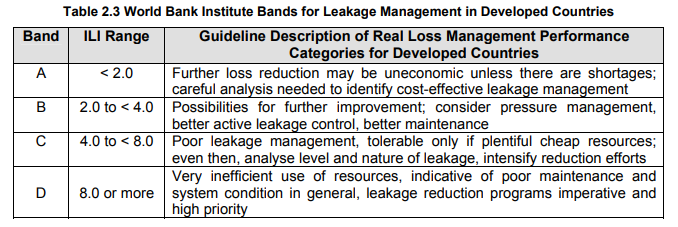 Table 2.3 World Bank Institute Bands for Leakage Management in Developed Countries
Band ILI Range Guideline Description of Real Loss Management Performance
Categories for Developed Countries
A < 2.0 Further loss reduction may be uneconomic unless there are shortages;
careful analysis needed to identify cost-effective leakage management
B 2.0 to < 4.0 Possibilities for further improvement; consider pressure management,
better active leakage control, better maintenance
C 4.0 to < 8.0 Poor leakage management, tolerable only if plentiful cheap resources;
even then, analyse level and nature of leakage, intensify reduction efforts
D 8.0 or more Very inefficient use of resources, indicative of poor maintenance and
system condition in general, leakage reduction programs imperative and
high priority